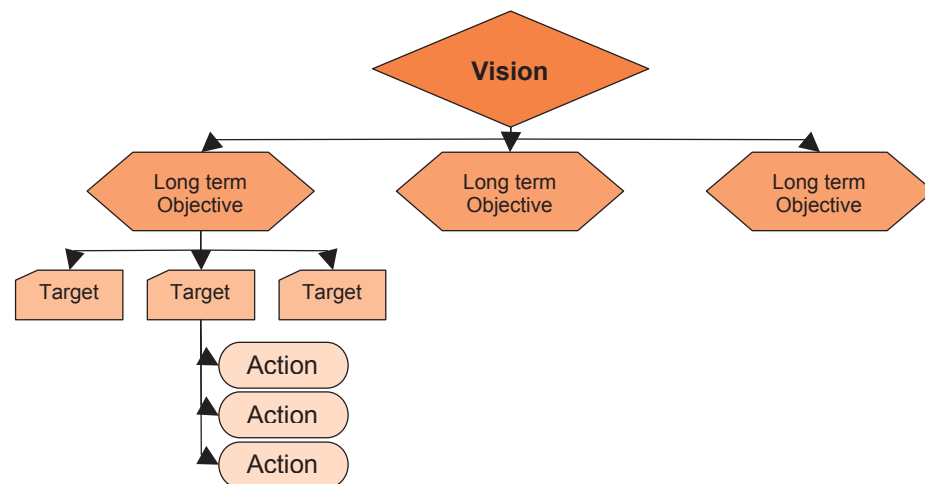 Vision
Long term
Objective
Long term
Objective
Long term
Objective
Target
Target
Target
Action
Action
Action